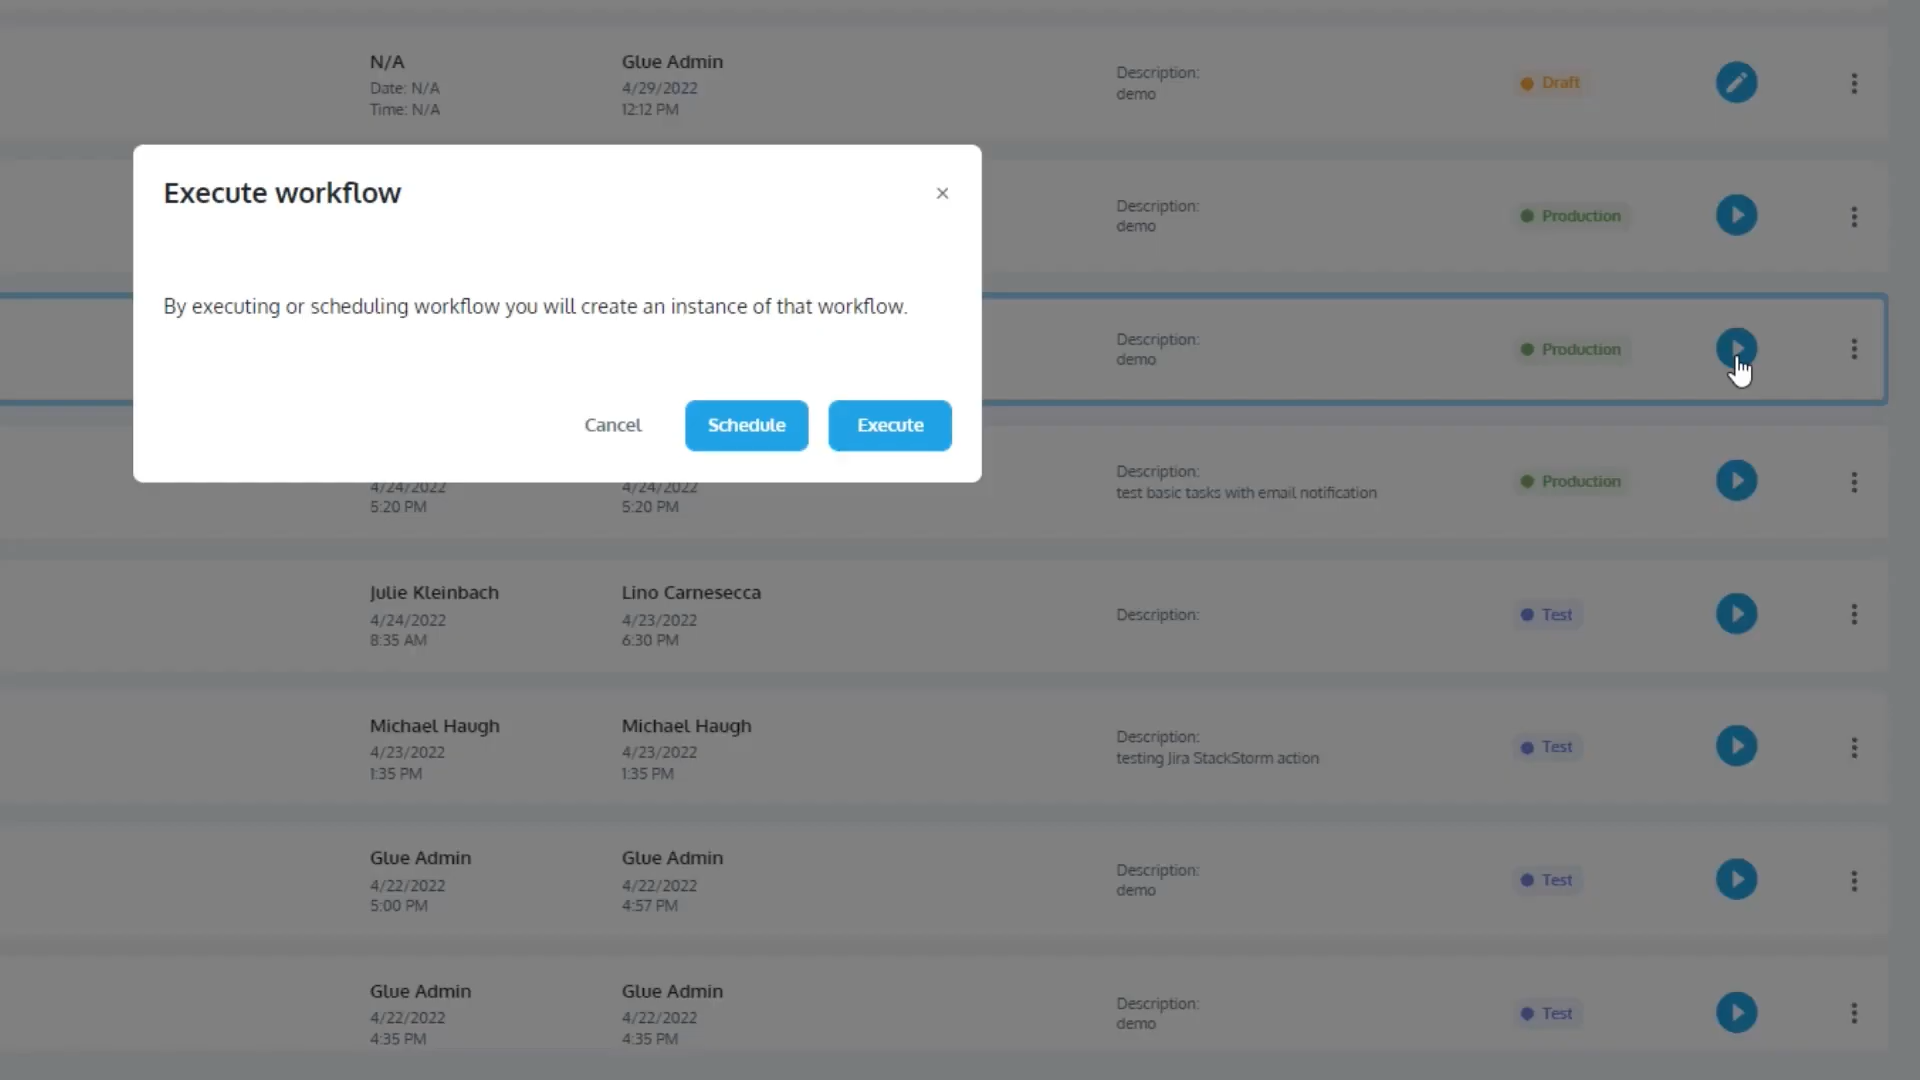 N/A
Date: N/A
Time: N/A
Glue Admin
4/29/2022
12:12 PM
Description:
demo
Draft
Execute workflow
By executing or scheduling workflow you will create an instance of that workflow.
Cancel
Schedule
Execute
Description:
demo
Production
Description:
demo
Production
4/24/2022
5:20 PM
4/24/2022
5:20 PM
Description:
test basic tasks with email notification
Production
Julie Kleinbach
4/24/2022
8:35 AM
Lino Carnesecca
4/23/2022
6:30 PM
Description:
Test
Michael Haugh
4/23/2022
1:35 PM
Michael Haugh
4/23/2022
1:35 PM
Description:
testing Jira StackStorm action
Test
Glue Admin
4/22/2022
5:00 PM
Glue Admin
4/22/2022
4:57 PM
Description:
demo
Test
Glue Admin
4/22/2022
4:35 PM
Glue Admin
4/22/2022
4:35 PM
Description:
demo
Test